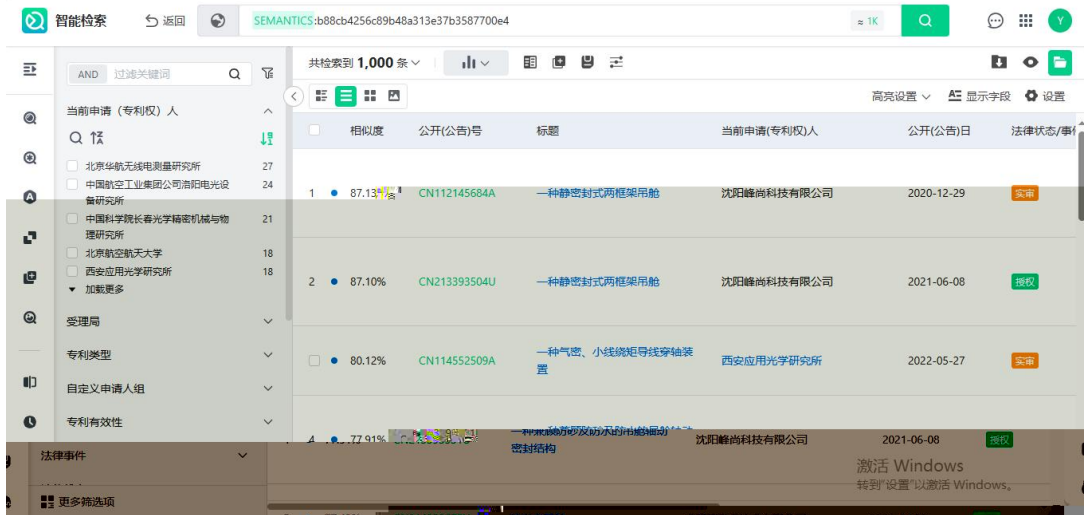 智能检索
返回
SEMANTICS:b88cb4256c89b48a313e37b3587700e4
≈ 1K
Y
AND 过滤关键词
当前申请（专利权）人
北京华航无线电测量研究所 27
中国航空工业集团公司洛阳电光设备研究所 24
中国科学院长春光学精密机械与物理研究所 21
北京航空航天大学 18
西安应用光学研究所 18
加载更多
受理局
专利类型
自定义申请人组
专利有效性
法律事件
更多筛选项
共检索到 1,000 条
高亮设置 显示字段 设置
相似度 公开(公告)号 标题 当前申请(专利权)人 公开(公告)日 法律状态/事
1 87.13 CN112145684A 一种静密封式两框架吊舱 沈阳峰尚科技有限公司 2020-12-29 实审
2 87.10% CN213393504U 一种静密封式两框架吊舱 沈阳峰尚科技有限公司 2021-06-08 授权
80.12% CN114552509A 一种气密、小线绕矩导线穿轴装置 西安应用光学研究所 2022-05-27 实审
4 77.91% 密封结构 沈阳峰尚科技有限公司 2021-06-08 授权
激活 Windows
转到"设置"以激活 Windows。